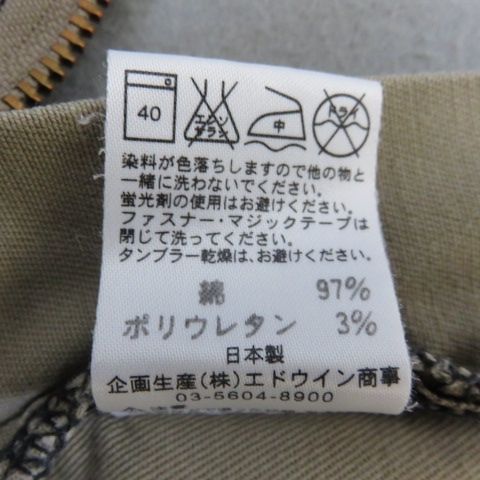 40
エンソ
サラシ
中
ドライ
染料が色落ちしますので他の物と
一緒に洗わないでください。
蛍光剤の使用はお避けください。
ファスナー・マジックテープは
閉じて洗ってください。
タンブラー乾燥は、お避けください。
綿 97%
ポリウレタン 3%
日本製
企画生産(株)エドウイン商事
03-5604-8900